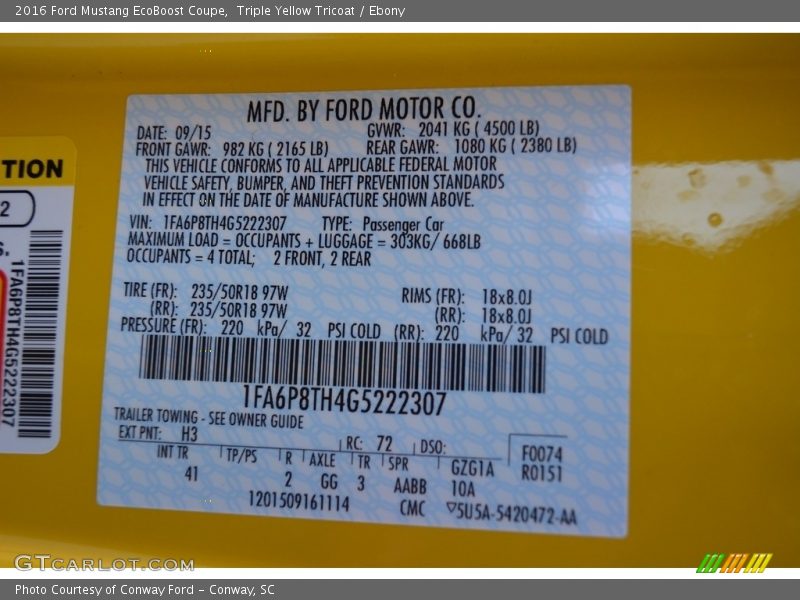 2016 Ford Mustang EcoBoost Coupe, Triple Yellow Tricoat / Ebony
TION
2
S.
1FA6P8TH4G5222307
MFD. BY FORD MOTOR CO.
DATE: 09/15 GVWR: 2041 KG ( 4500 LB)
FRONT GAWR: 982 KG ( 2165 LB) REAR GAWR: 1080 KG ( 2380 LB)
THIS VEHICLE CONFORMS TO ALL APPLICABLE FEDERAL MOTOR
VEHICLE SAFETY, BUMPER, AND THEFT PREVENTION STANDARDS
IN EFFECT ON THE DATE OF MANUFACTURE SHOWN ABOVE.
VIN: 1FA6P8TH4G5222307 TYPE: Passenger Car
MAXIMUM LOAD = OCCUPANTS + LUGGAGE = 303KG/ 668LB
OCCUPANTS = 4 TOTAL; 2 FRONT, 2 REAR
TIRE (FR): 235/50R18 97W RIMS (FR): 18x8.0J
(RR): 235/50R18 97W (RR): 18x8.0J
PRESSURE (FR): 220 kPa/ 32 PSI COLD (RR): 220 kPa/ 32 PSI COLD
1FA6P8TH4G5222307
TRAILER TOWING - SEE OWNER GUIDE
EXT PNT: H3 RC: 72 DSO: F0074
INT TR TP/PS R AXLE TR SPR GZG1A R0151
41 2 GG 3 AABB 10A
1201509161114 CMC ▽5U5A-5420472-AA
GTCARLOT.COM
Photo Courtesy of Conway Ford - Conway, SC